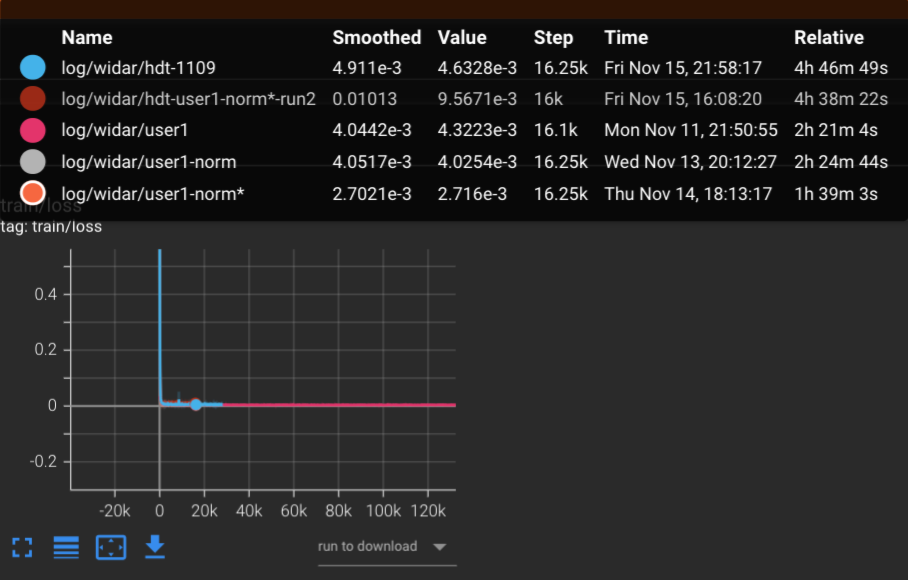 Name Smoothed Value Step Time Relative
log/widar/hdt-1109 4.911e-3 4.6328e-3 16.25k Fri Nov 15, 21:58:17 4h 46m 49s
log/widar/hdt-user1-norm*-run2 0.01013 9.5671e-3 16k Fri Nov 15, 16:08:20 4h 38m 22s
log/widar/user1 4.0442e-3 4.3223e-3 16.1k Mon Nov 11, 21:50:55 2h 21m 4s
log/widar/user1-norm 4.0517e-3 4.0254e-3 16.25k Wed Nov 13, 20:12:27 2h 24m 44s
log/widar/user1-norm* 2.7021e-3 2.716e-3 16.25k Thu Nov 14, 18:13:17 1h 39m 3s
train/loss
tag: train/loss
0.4
0.2
0
-0.2
-20k 0 20k 40k 60k 80k 100k 120k
run to download